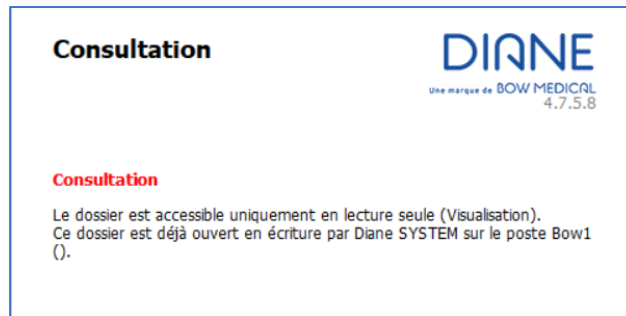 Consultation
DIANE
Une marque de BOW MEDICAL
4.7.5.8
Consultation
Le dossier est accessible uniquement en lecture seule (Visualisation).
Ce dossier est déjà ouvert en écriture par Diane SYSTEM sur le poste Bow1
().